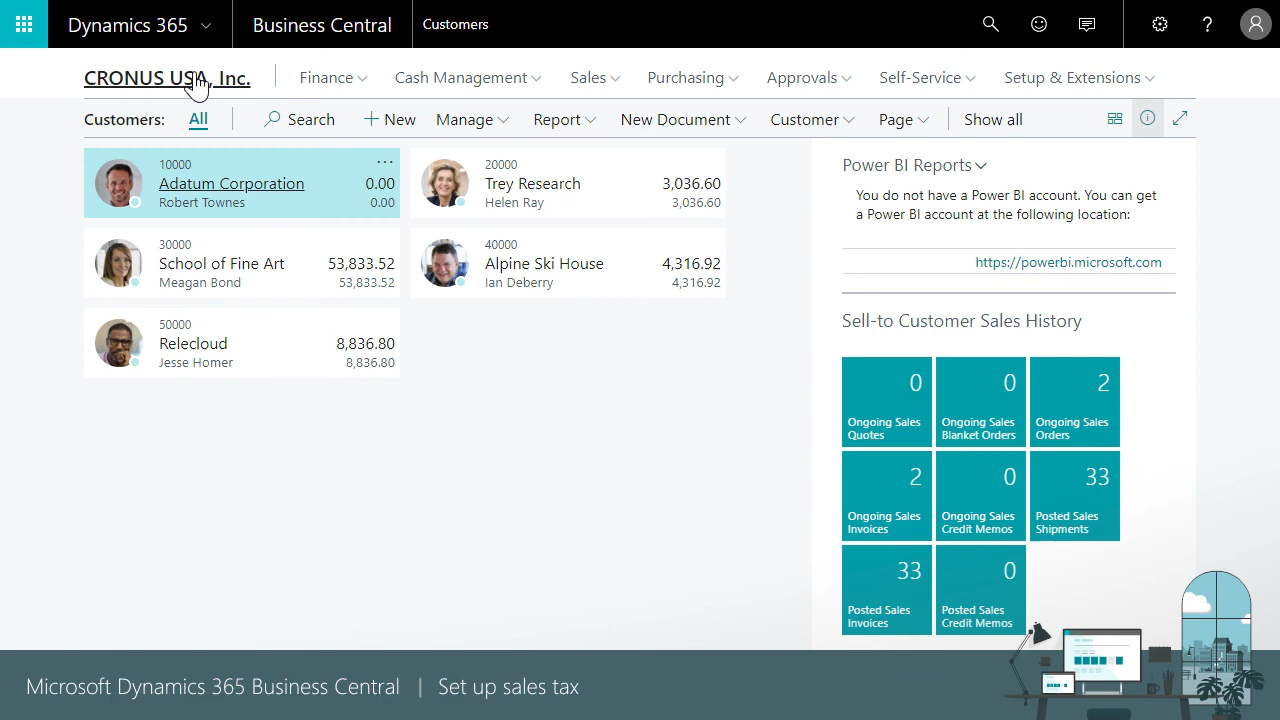 Dynamics 365
Business Central
Customers
CRONUS USA, Inc.
Finance
Cash Management
Sales
Purchasing
Approvals
Self-Service
Setup & Extensions
Customers:
All
Search
+ New
Manage
Report
New Document
Customer
Page
Show all
10000
...
Adatum Corporation
0.00
Robert Townes
0.00
20000
Trey Research
3,036.60
Helen Ray
3,036.60
30000
School of Fine Art
53,833.52
Meagan Bond
53,833.52
40000
Alpine Ski House
4,316.92
Ian Deberry
4,316.92
50000
Relecloud
8,836.80
Jesse Homer
8,836.80
Power BI Reports
You do not have a Power BI account. You can get
a Power BI account at the following location:
https://powerbi.microsoft.com
Sell-to Customer Sales History
0
Ongoing Sales
Quotes
0
Ongoing Sales
Blanket Orders
2
Ongoing Sales
Orders
2
Ongoing Sales
Invoices
0
Ongoing Sales
Credit Memos
33
Posted Sales
Shipments
33
Posted Sales
Invoices
0
Posted Sales
Credit Memos
Microsoft Dynamics 365 Business Central | Set up sales tax